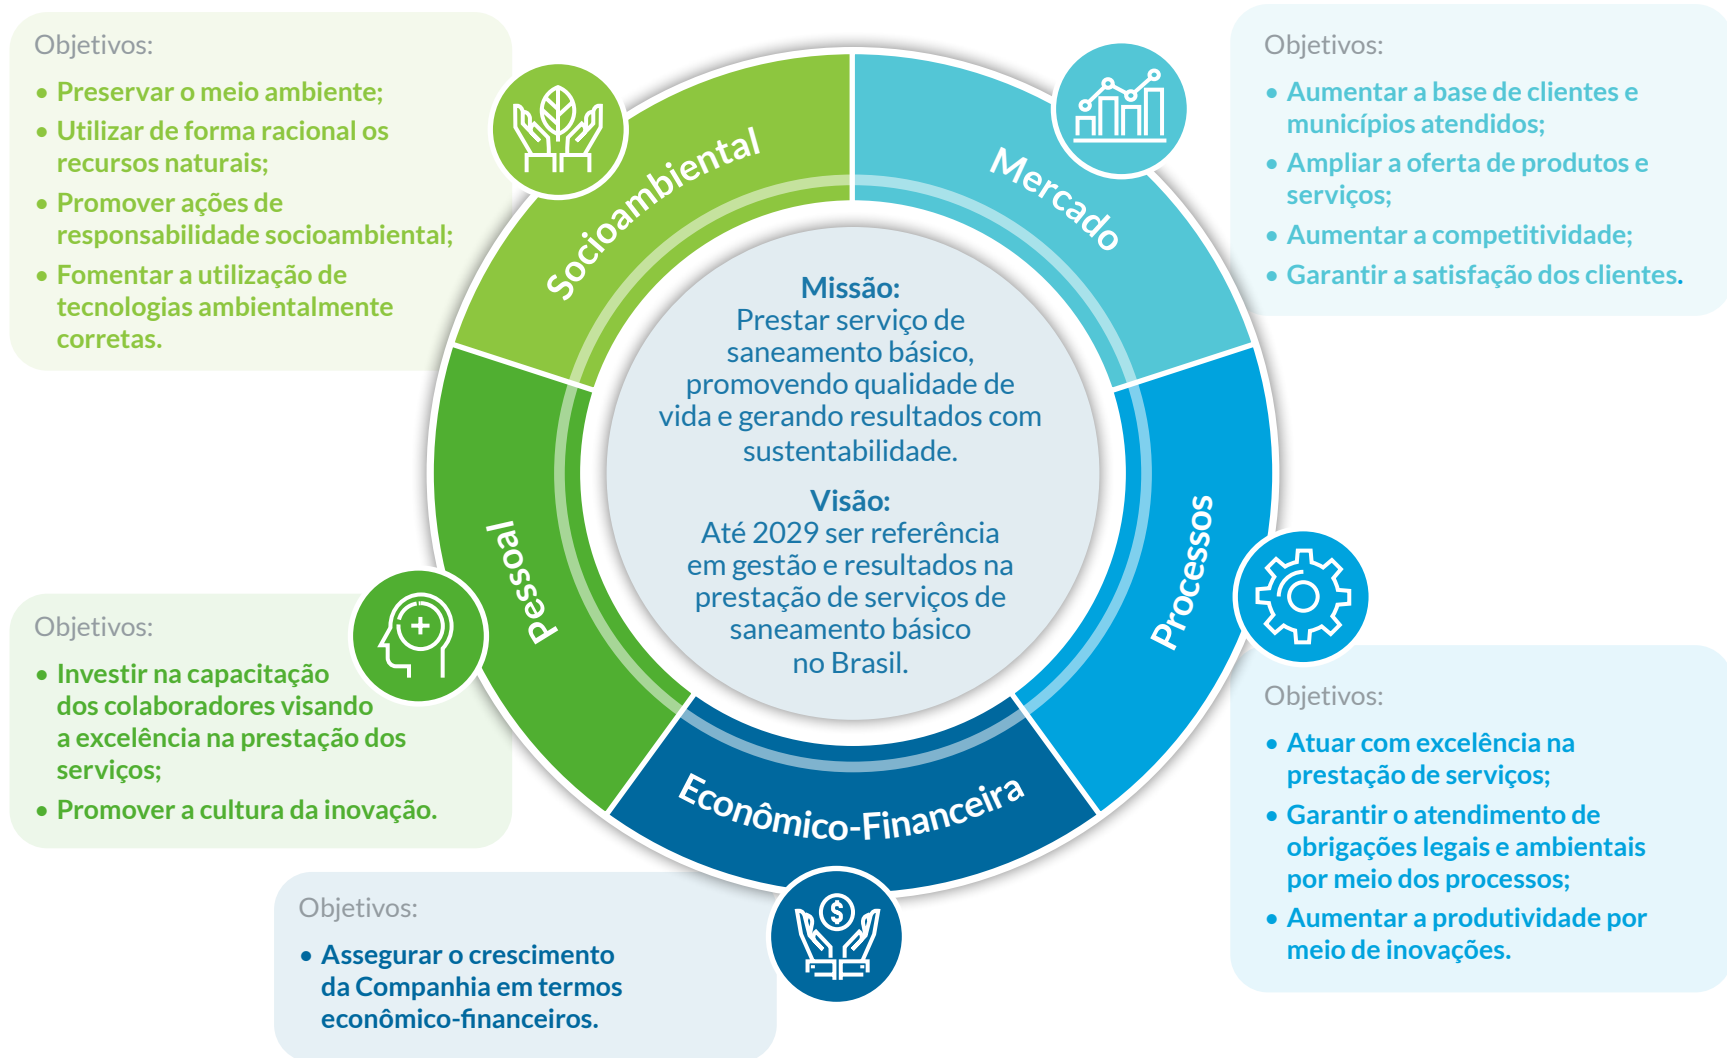 Objetivos:
• Preservar o meio ambiente;
• Utilizar de forma racional os
recursos naturais;
• Promover ações de
responsabilidade socioambiental;
• Fomentar a utilização de
tecnologias ambientalmente
corretas.
Socioambiental
Mercado
Objetivos:
• Aumentar a base de clientes e
municípios atendidos;
• Ampliar a oferta de produtos e
serviços;
• Aumentar a competitividade;
• Garantir a satisfação dos clientes.
Missão:
Prestar serviço de
saneamento básico,
promovendo qualidade de
vida e gerando resultados com
sustentabilidade.
Visão:
Até 2029 ser referência
em gestão e resultados na
prestação de serviços de
saneamento básico
no Brasil.
Pessoal
Objetivos:
• Investir na capacitação
dos colaboradores visando
a excelência na prestação dos
serviços;
• Promover a cultura da inovação.
Processos
Objetivos:
• Atuar com excelência na
prestação de serviços;
• Garantir o atendimento de
obrigações legais e ambientais
por meio dos processos;
• Aumentar a produtividade por
meio de inovações.
Econômico-Financeira
$
Objetivos:
• Assegurar o crescimento
da Companhia em termos
econômico-financeiros.